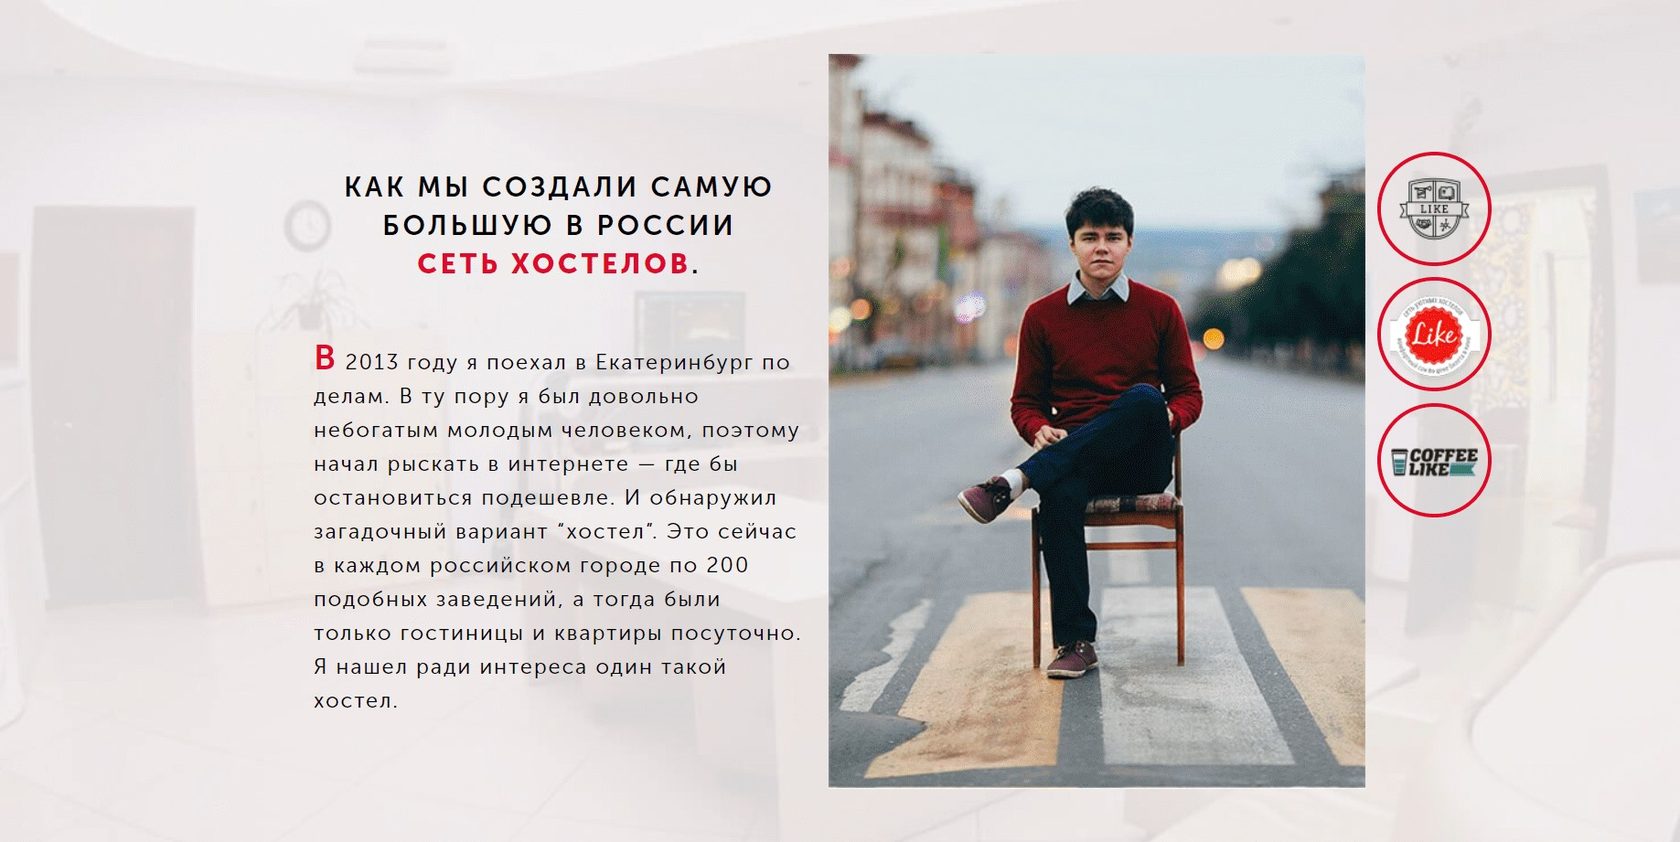 КАК МЫ СОЗДАЛИ САМУЮ
БОЛЬШУЮ В РОССИИ
СЕТЬ ХОСТЕЛОВ.
В 2013 году я поехал в Екатеринбург по
делам. В ту пору я был довольно
небогатым молодым человеком, поэтому
начал рыскать в интернете — где бы
остановиться подешевле. И обнаружил
загадочный вариант “хостел”. Это сейчас
в каждом российском городе по 200
подобных заведений, а тогда были
только гостиницы и квартиры посуточно.
Я нашел ради интереса один такой
хостел.
LIKE
СЕТЬ УЮТНЫХ ХОСТЕЛОВ
Like
COFFEE
LIKE